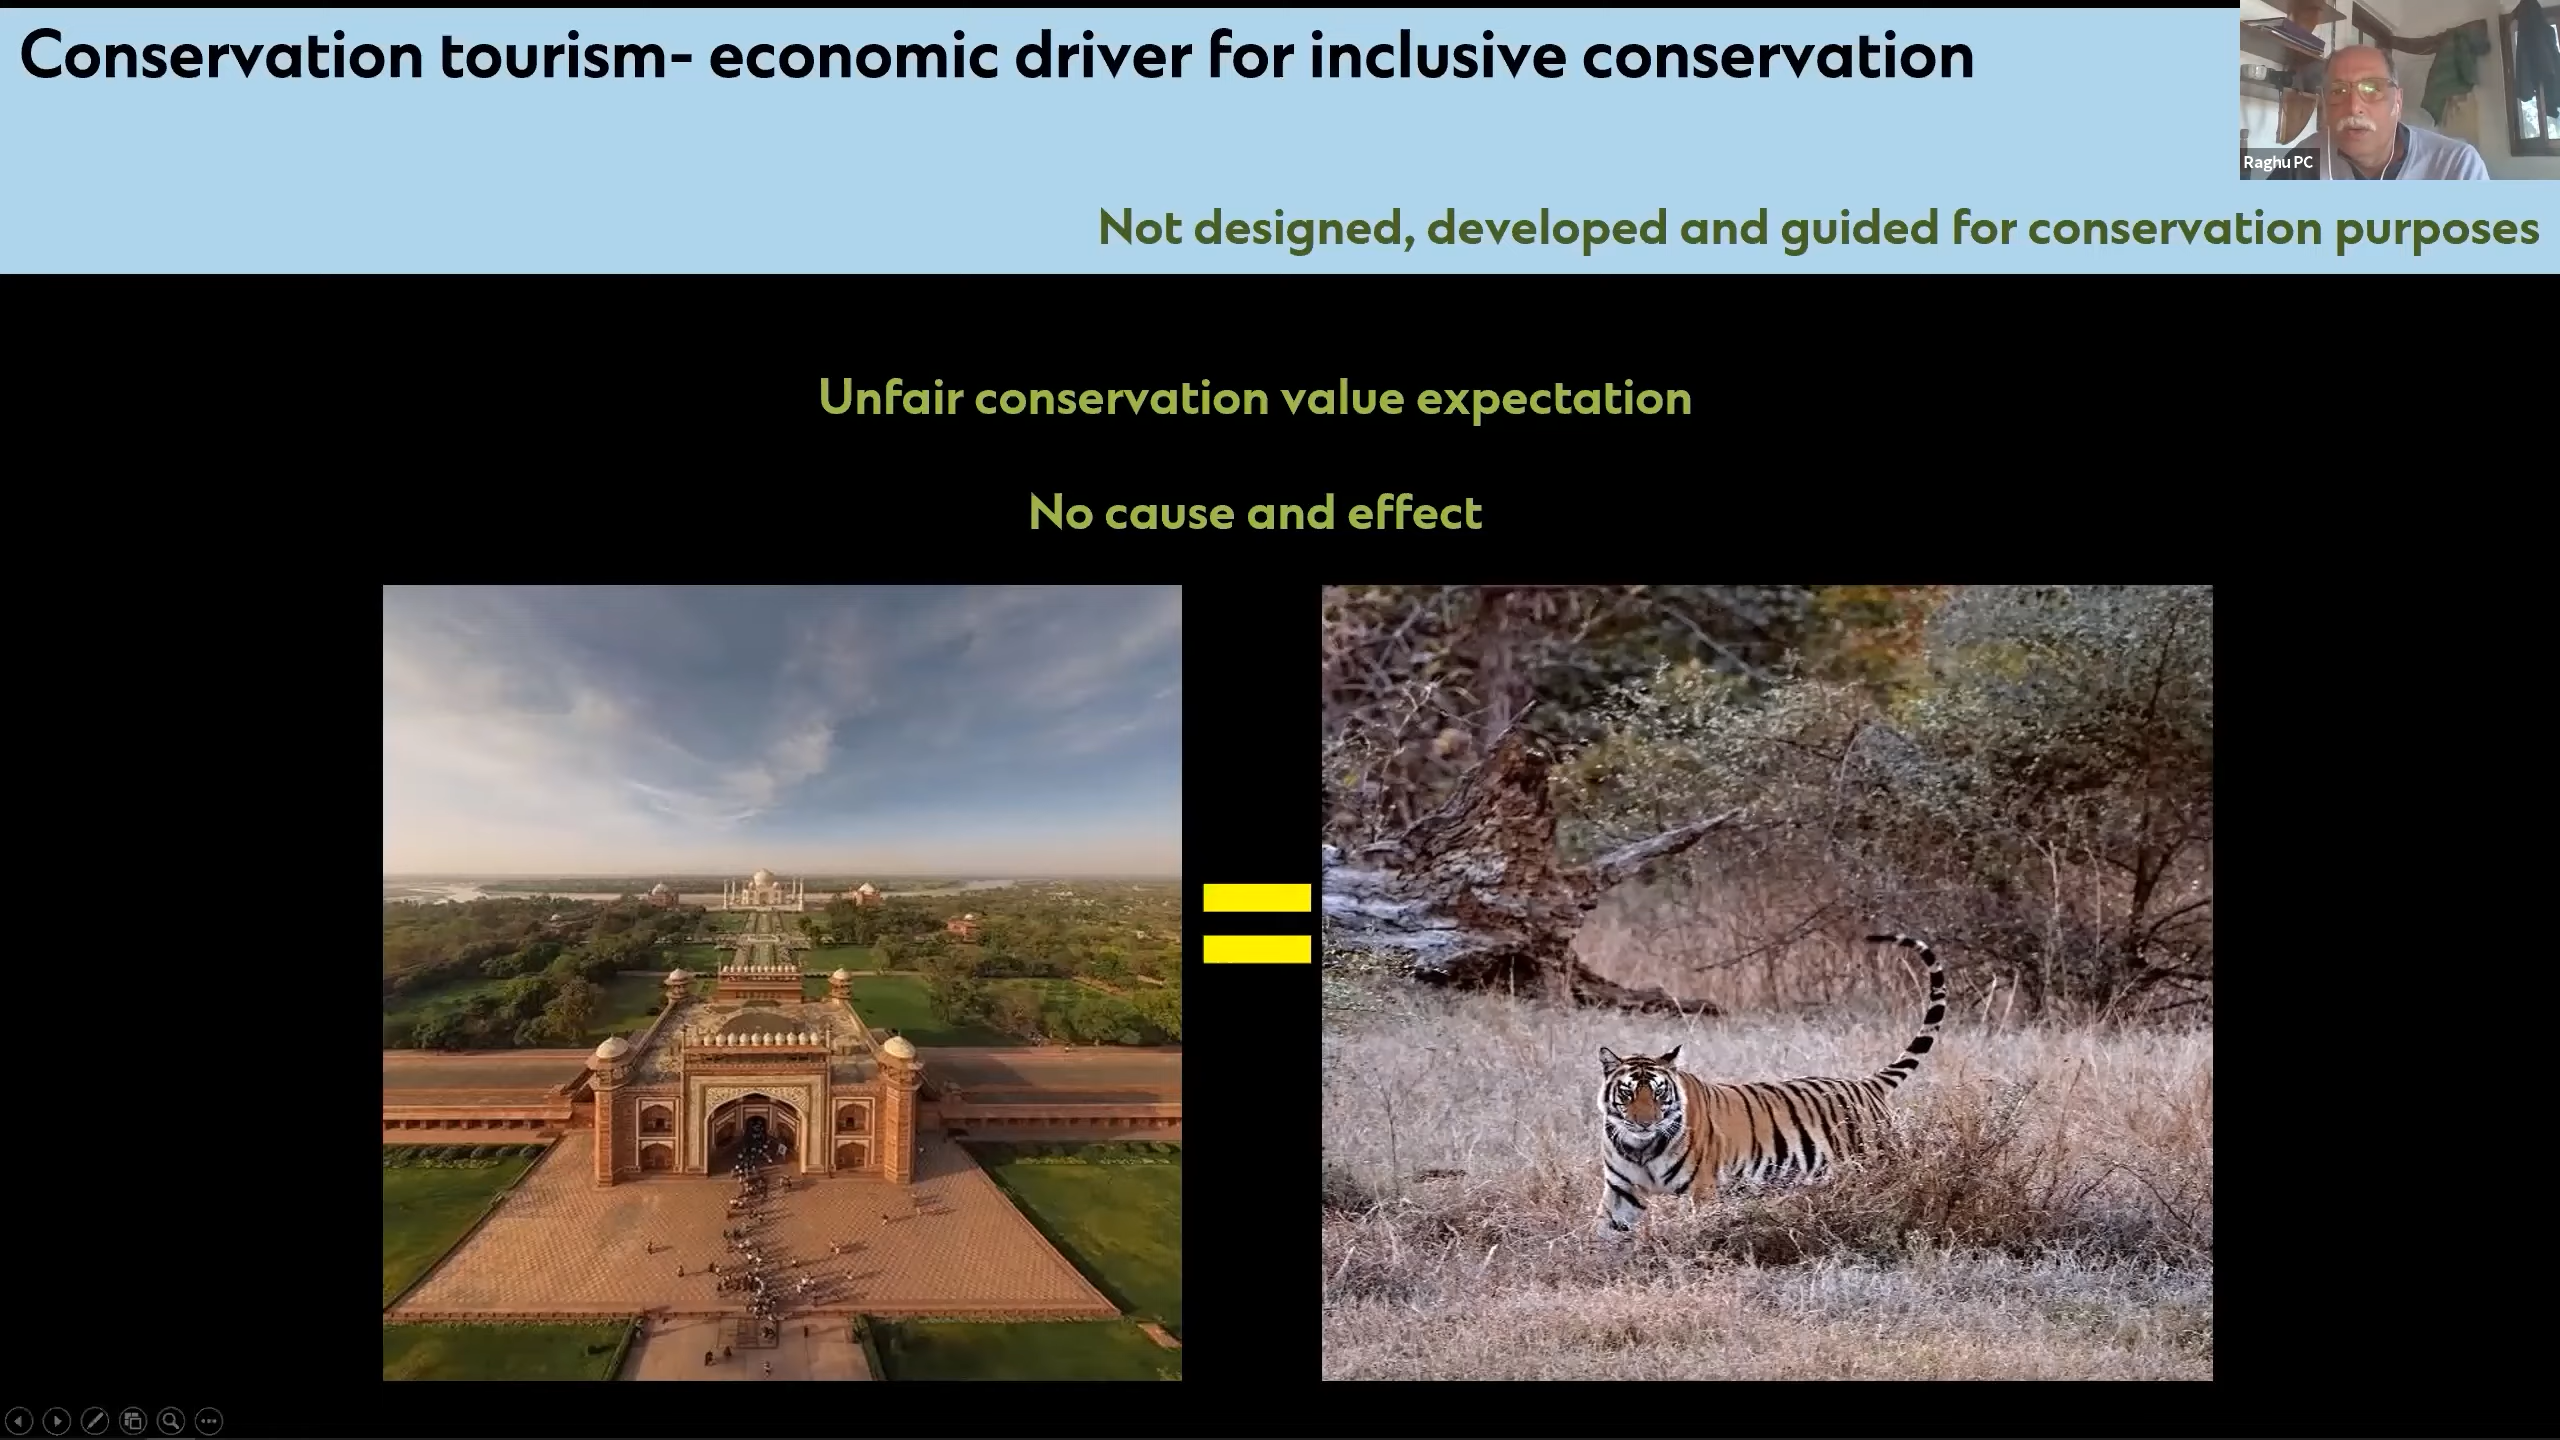 Conservation tourism- economic driver for inclusive conservation
Raghu PC
Not designed, developed and guided for conservation purposes
Unfair conservation value expectation
No cause and effect